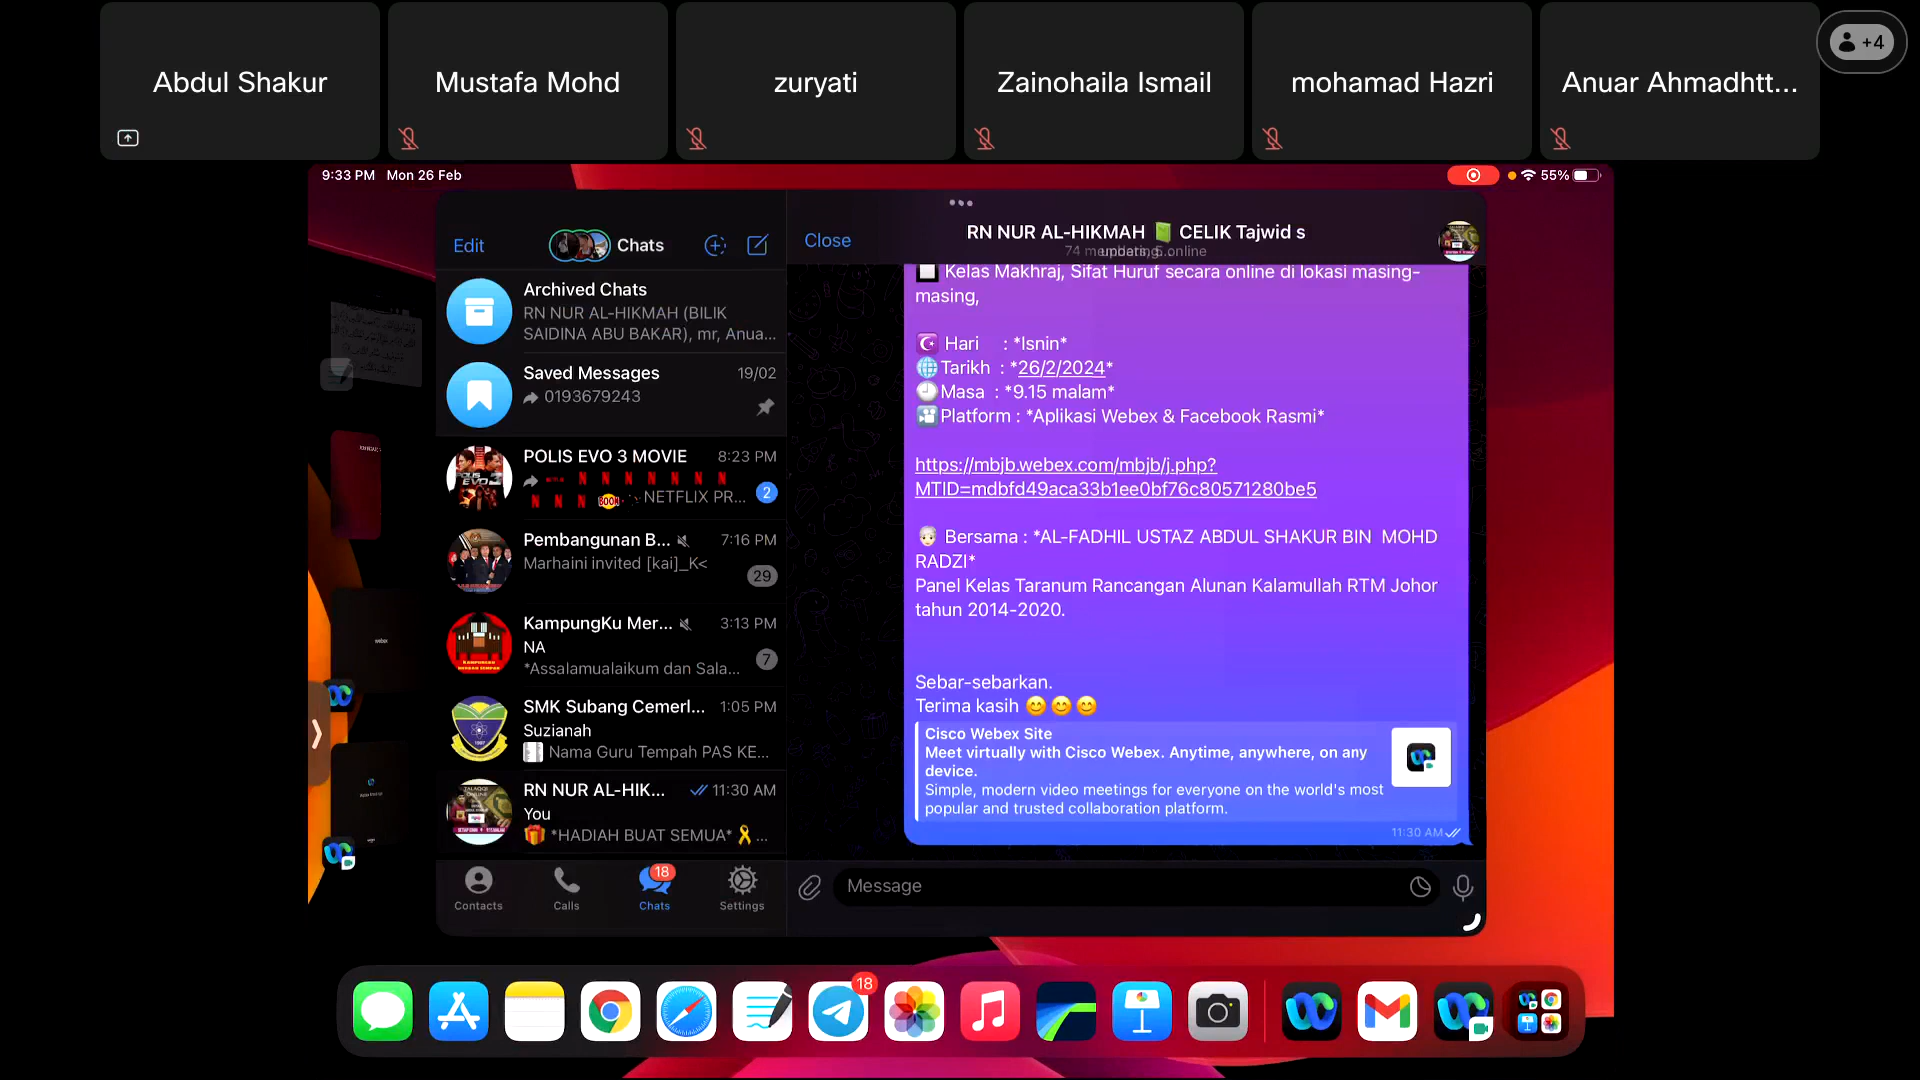 Abdul Shakur
Mustafa Mohd
zuryati
Zainohaila Ismail
mohamad Hazri
Anuar Ahmadhtt...
+4
9:33 PM Mon 26 Feb
55%
Edit
Chats
Archived Chats
RN NUR AL-HIKMAH (BILIK
SAIDINA ABU BAKAR), mr, Anua...
Saved Messages 19/02
0193679243
POLIS EVO 3 MOVIE 8:23 PM
NETFLIX PR... 2
Pembangunan B... 7:16 PM
Marhaini invited [kai]_K<
29
KampungKu Mer... 3:13 PM
NA
*Assalamualaikum dan Sala... 7
SMK Subang Cemerl... 1:05 PM
Suzianah
Nama Guru Tempah PAS KE...
RN NUR AL-HIK... 11:30 AM
You
*HADIAH BUAT SEMUA* ...
Contacts
Calls
18
Chats
Settings
Close
RN NUR AL-HIKMAH 📗 CELIK Tajwid s
Kelas Makhraj, Sifat Huruf secara online di lokasi masing-
masing,
Hari : *Isnin*
Tarikh : *26/2/2024*
Masa : *9.15 malam*
Platform : *Aplikasi Webex & Facebook Rasmi*
https://mbjb.webex.com/mbjb/j.php?
MTID=mdbfd49aca33b1ee0bf76c80571280be5
Bersama : *AL-FADHIL USTAZ ABDUL SHAKUR BIN MOHD
RADZI*
Panel Kelas Taranum Rancangan Alunan Kalamullah RTM Johor
tahun 2014-2020.
Sebar-sebarkan.
Terima kasih 😊😊😊
Cisco Webex Site
Meet virtually with Cisco Webex. Anytime, anywhere, on any
device.
Simple, modern video meetings for everyone on the world's most
popular and trusted collaboration platform.
11:30 AM
Message
18